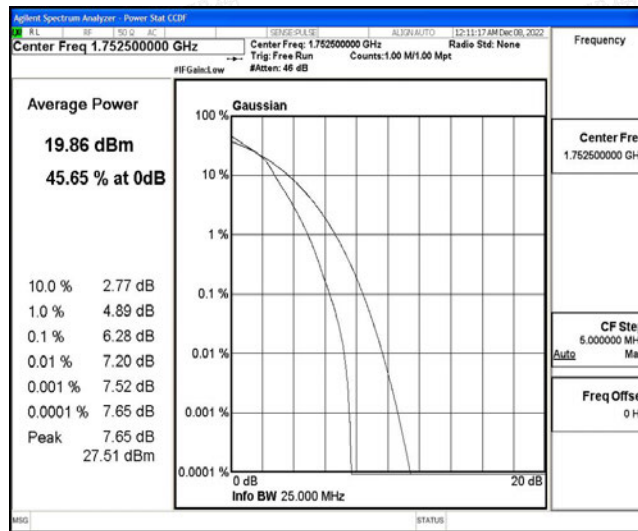 Agilent Spectrum Analyzer - Power Stat CCDF
RL RF 50 Ω AC SENSE:PULSE ALIGN AUTO 12:11:17 AM Dec 08, 2022
Center Freq 1.752500000 GHz
Center Freq: 1.752500000 GHz Radio Std: None
Trig: Free Run Counts:1.00 M/1.00 Mpt
#IFGain:Low #Atten: 46 dB
Frequency
Average Power
19.86 dBm
45.65 % at 0dB
10.0 % 2.77 dB
1.0 % 4.89 dB
0.1 % 6.28 dB
0.01 % 7.20 dB
0.001 % 7.52 dB
0.0001 % 7.65 dB
Peak 7.65 dB
27.51 dBm
Gaussian
100 %
10 %
1 %
0.1 %
0.01 %
0.001 %
0.0001 %
0 dB 20 dB
Info BW 25.000 MHz
Center Fre
1.752500000 GH
CF Ste
5.000000 MH
Auto Ma
Freq Offse
0 H
MSG STATUS